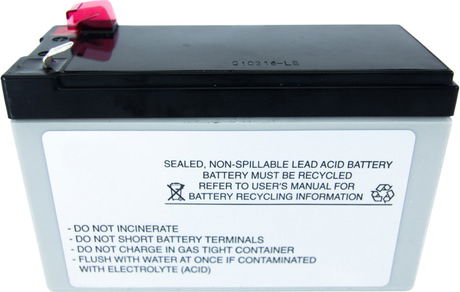 SEALED, NON-SPILLABLE LEAD ACID BATTERY
BATTERY MUST BE RECYCLED
REFER TO USER'S MANUAL FOR
BATTERY RECYCLING INFORMATION
- DO NOT INCINERATE
- DO NOT SHORT BATTERY TERMINALS
- DO NOT CHARGE IN GAS TIGHT CONTAINER
- FLUSH WITH WATER AT ONCE IF CONTAMINATED
WITH ELECTROLYTE (ACID)